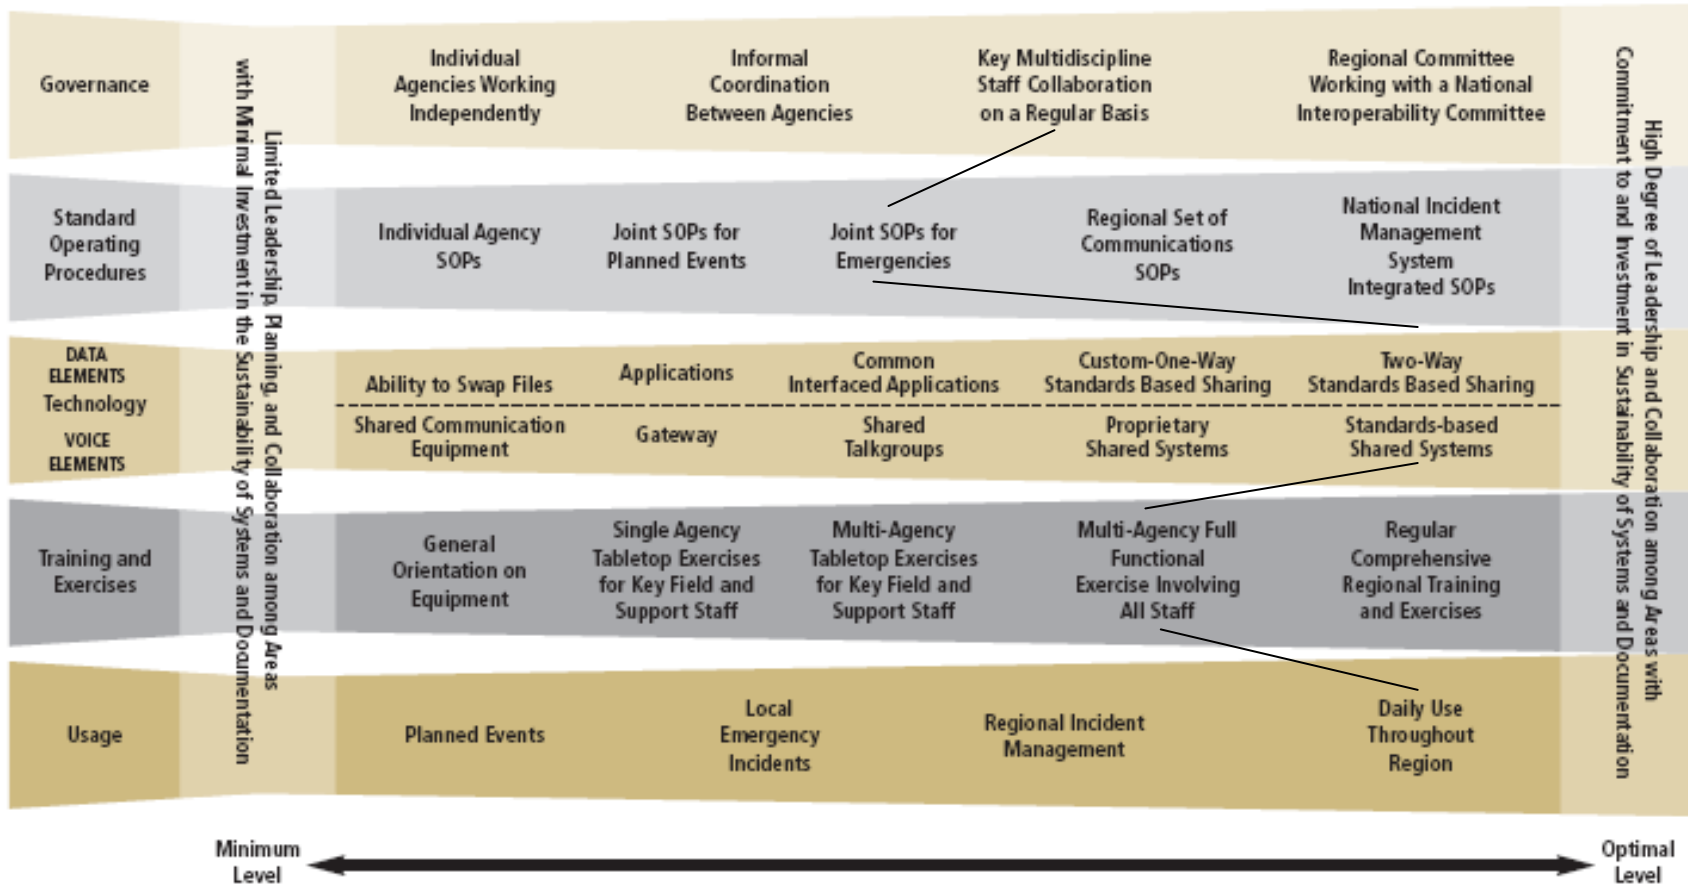 Governance
Individual
Agencies Working
Independently
Informal
Coordination
Between Agencies
Key Multidiscipline
Staff Collaboration
on a Regular Basis
Regional Committee
Working with a National
Interoperability Committee
Standard
Operating
Procedures
Individual Agency
SOPs
Joint SOPs for
Planned Events
Joint SOPs for
Emergencies
Regional Set of
Communications
SOPs
National Incident
Management
System
Integrated SOPs
DATA
ELEMENTS
Technology
VOICE
ELEMENTS
Ability to Swap Files
Applications
Common
Interfaced Applications
Custom-One-Way
Standards Based Sharing
Two-Way
Standards Based Sharing
Shared Communication
Equipment
Gateway
Shared
Talkgroups
Proprietary
Shared Systems
Standards-based
Shared Systems
Training and
Exercises
General
Orientation on
Equipment
Single Agency
Tabletop Exercises
for Key Field and
Support Staff
Multi-Agency
Tabletop Exercises
for Key Field and
Support Staff
Multi-Agency Full
Functional
Exercise Involving
All Staff
Regular
Comprehensive
Regional Training
and Exercises
Usage
Planned Events
Local
Emergency
Incidents
Regional Incident
Management
Daily Use
Throughout
Region
Limited Leadership, Planning, and Collaboration among Areas
with Minimal Investment in the Sustainability of Systems and Documentation
High Degree of Leadership and Collaboration among Areas with
Commitment to and Investment in Sustainability of Systems and Documentation
Minimum
Level
Optimal
Level